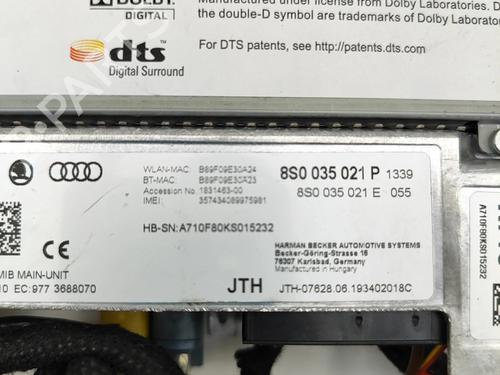 DOLBY
DIGITAL
Manufactured under license from Dolby Laboratories.
the double-D symbol are trademarks of Dolby Laborator
dts
Digital Surround
For DTS patents, see http://patents.dts.com
WLAN-MAC: B89F09E30A24
BT-MAC: B89F09E30A23
Accession No 1831463-00
IMEI: 357434089975981
8S0 035 021 P 1339
8S0 035 021 E 055
HB-SN: A710F80KS015232
HARMAN BECKER AUTOMOTIVE SYSTEMS
Becker-Göring-Strasse 16
76307 Karlsbad, Germany
Manufactured in Hungary
CE
MIB MAIN-UNIT
10 EC: 977 3688070
JTH
JTH-07628.06.193402018C
A710F80KS015232